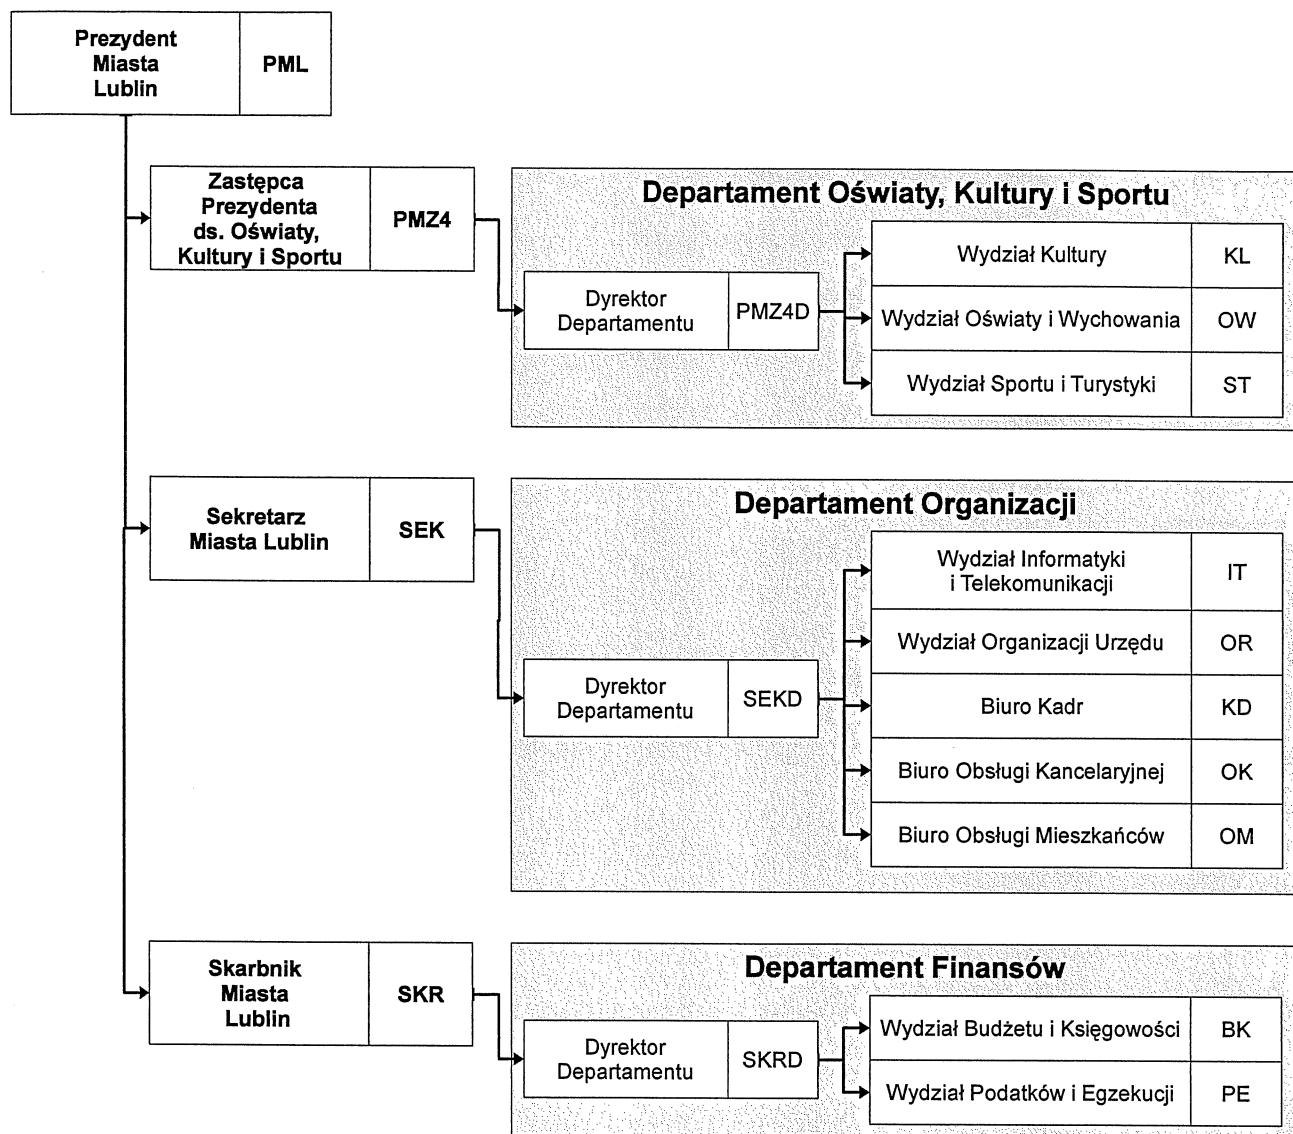 Prezydent
Miasta
Lublin
PML
Zastępca
Prezydenta
ds. Oświaty,
Kultury i Sportu
PMZ4
Departament Oświaty, Kultury i Sportu
Dyrektor
Departamentu
PMZ4D
Wydział Kultury
KL
Wydział Oświaty i Wychowania
OW
Wydział Sportu i Turystyki
ST
Sekretarz
Miasta Lublin
SEK
Departament Organizacji
Dyrektor
Departamentu
SEKD
Wydział Informatyki
i Telekomunikacji
IT
Wydział Organizacji Urzędu
OR
Biuro Kadr
KD
Biuro Obsługi Kancelaryjnej
OK
Biuro Obsługi Mieszkańców
OM
Skarbnik
Miasta
Lublin
SKR
Departament Finansów
Dyrektor
Departamentu
SKRD
Wydział Budżetu i Księgowości
BK
Wydział Podatków i Egzekucji
PE